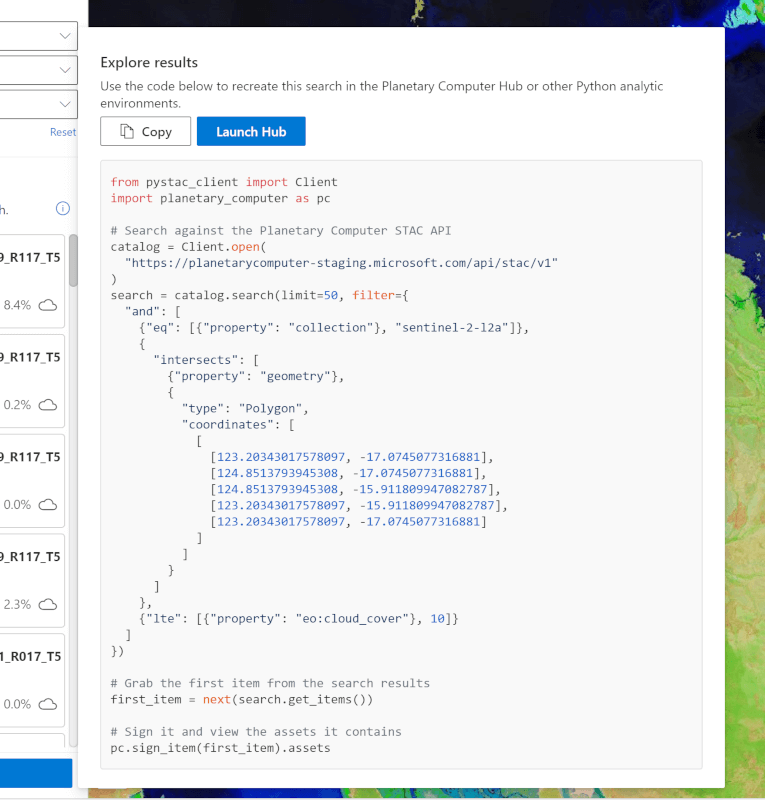 Reset
h.
9_R117_T5
8.4%
9_R117_T5
0.2%
9_R117_T5
0.0%
9_R117_T5
2.3%
1_R017_T5
0.0%
Explore results
Use the code below to recreate this search in the Planetary Computer Hub or other Python analytic
environments.
Copy
Launch Hub
from pystac_client import Client
import planetary_computer as pc
# Search against the Planetary Computer STAC API
catalog = Client.open(
  "https://planetarycomputer-staging.microsoft.com/api/stac/v1"
)
search = catalog.search(limit=50, filter={
  "and": [
    {"eq": [{"property": "collection"}, "sentinel-2-l2a"]},
    {
      "intersects": [
        {"property": "geometry"},
        {
          "type": "Polygon",
          "coordinates": [
            [
              [123.20343017578097, -17.0745077316881],
              [124.8513793945308, -17.0745077316881],
              [124.8513793945308, -15.911809947082787],
              [123.20343017578097, -15.911809947082787],
              [123.20343017578097, -17.0745077316881]
            ]
          ]
        }
      ]
    },
    {"lte": [{"property": "eo:cloud_cover"}, 10]}
  ]
})
# Grab the first item from the search results
first_item = next(search.get_items())
# Sign it and view the assets it contains
pc.sign_item(first_item).assets